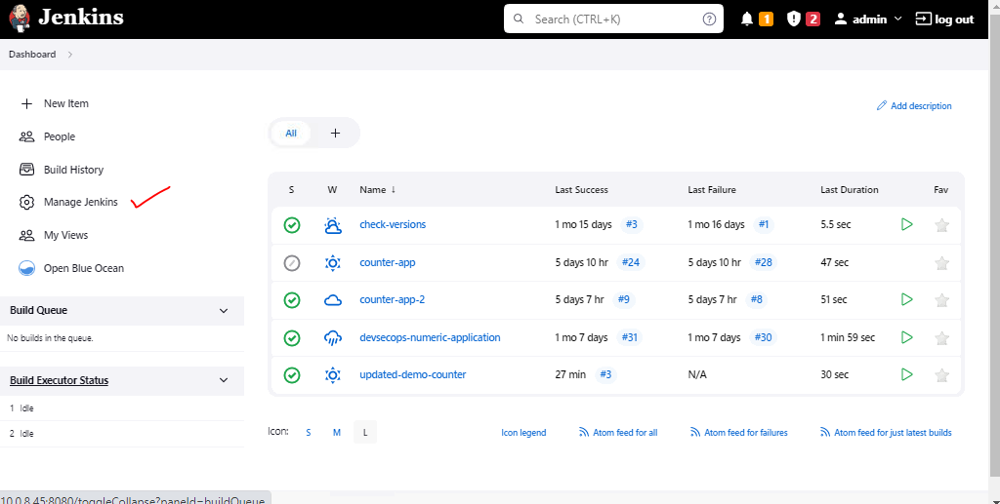 Jenkins
Search (CTRL+K)
1
2
admin
log out
Dashboard
New Item
People
Build History
Manage Jenkins
My Views
Open Blue Ocean
Build Queue
No builds in the queue.
Build Executor Status
1 Idle
2 Idle
Add description
All
+
S W Name ↓ Last Success Last Failure Last Duration Fav
check-versions 1 mo 15 days #3 1 mo 16 days #1 5.5 sec
counter-app 5 days 10 hr #24 5 days 10 hr #28 47 sec
counter-app-2 5 days 7 hr #9 5 days 7 hr #8 51 sec
devsecops-numeric-application 1 mo 7 days #31 1 mo 7 days #30 1 min 59 sec
updated-demo-counter 27 min #3 N/A 30 sec
Icon: S M L
Icon legend
Atom feed for all
Atom feed for failures
Atom feed for just latest builds
10.0.8.45:8080/toggleCollapse?paneId=buildQueue